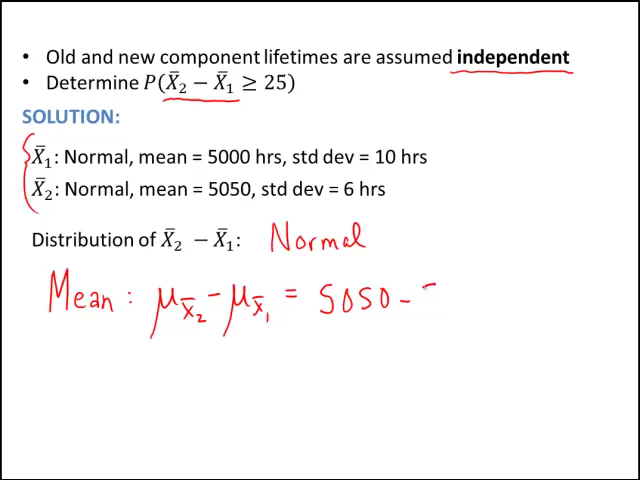 • Old and new component lifetimes are assumed independent
• Determine P(X̄₂ − X̄₁ ≥ 25)
SOLUTION:
X̄₁: Normal, mean = 5000 hrs, std dev = 10 hrs
X̄₂: Normal, mean = 5050, std dev = 6 hrs
Distribution of X̄₂ − X̄₁: Normal
Mean : μX̄₂ − μX̄₁ = 5050 -